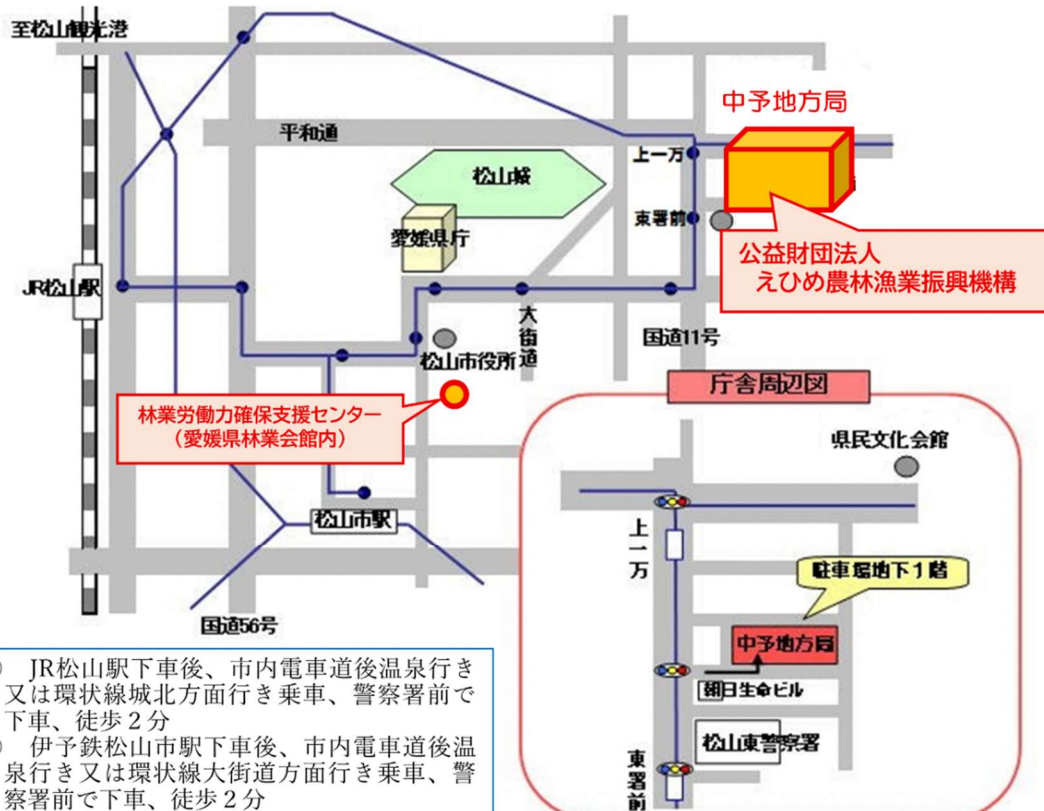 至松山観光港
中予地方局
平和通
上一万
松山城
東署前
愛媛県庁
公益財団法人
えひめ農林漁業振興機構
JR松山駅
大街道
国道11号
松山市役所
庁舎周辺図
林業労働力確保支援センター
（愛媛県林業会館内）
県民文化会館
松山市駅
上一万
駐車場地下1階
国道56号
中予地方局
朝日生命ビル
松山東警察署
東署前
JR松山駅下車後、市内電車道後温泉行き
又は環状線城北方面行き乗車、警察署前で
下車、徒歩２分
伊予鉄松山市駅下車後、市内電車道後温
泉行き又は環状線大街道方面行き乗車、警
察署前で下車、徒歩２分